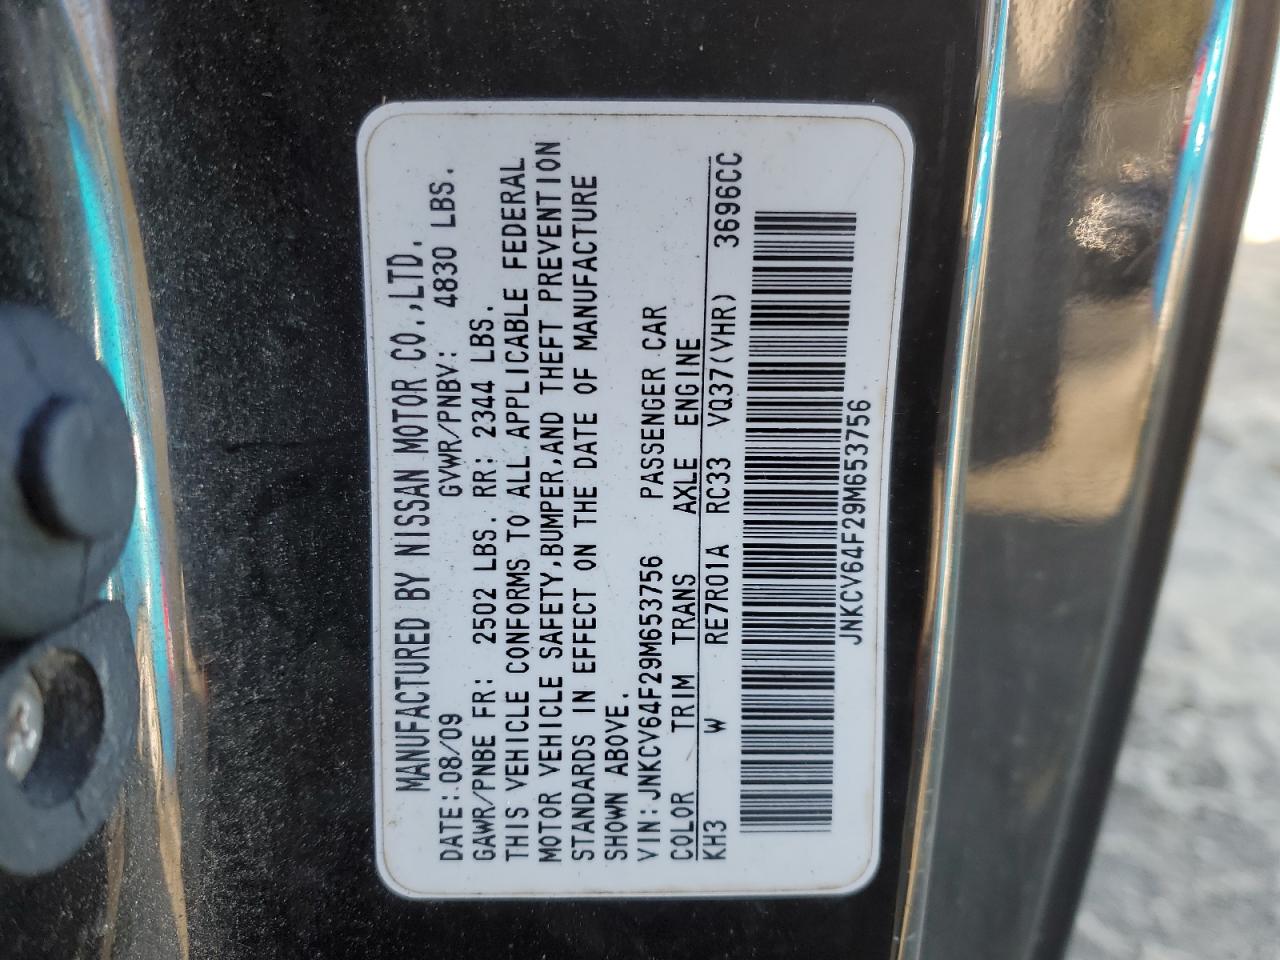 MANUFACTURED BY NISSAN MOTOR CO.,LTD.
DATE:08/09 GVWR/PNBV: 4830 LBS.
GAWR/PNBE FR: 2502 LBS. RR: 2344 LBS.
THIS VEHICLE CONFORMS TO ALL APPLICABLE FEDERAL
MOTOR VEHICLE SAFETY,BUMPER,AND THEFT PREVENTION
STANDARDS IN EFFECT ON THE DATE OF MANUFACTURE
SHOWN ABOVE.
VIN:JNKCV64F29M653756 PASSENGER CAR
COLOR TRIM TRANS AXLE ENGINE
KH3 W RE7R01A RC33 VQ37(VHR) 3696CC
JNKCV64F29M653756